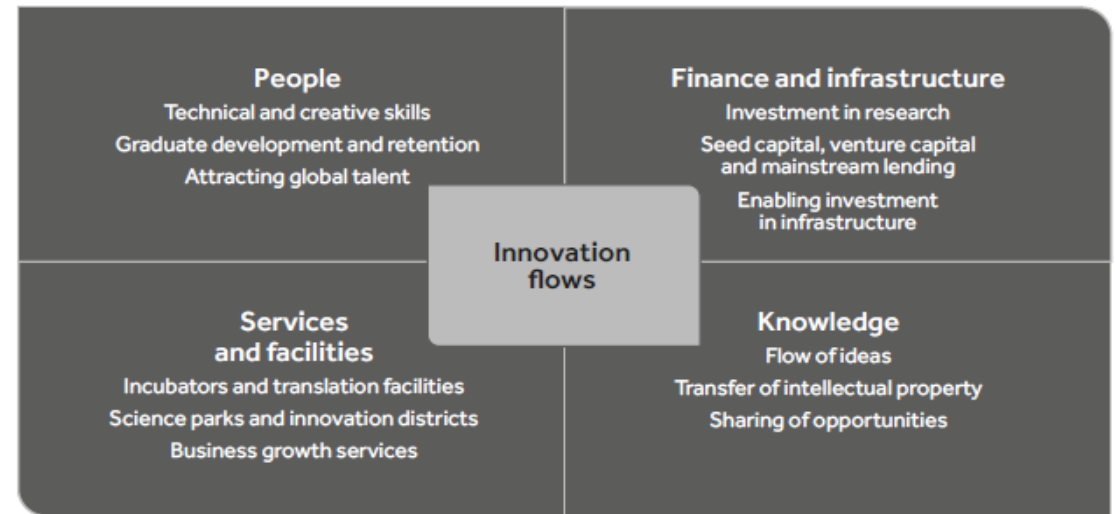 People
Technical and creative skills
Graduate development and retention
Attracting global talent
Finance and infrastructure
Investment in research
Seed capital, venture capital
and mainstream lending
Enabling investment
in infrastructure
Innovation
flows
Services
and facilities
Incubators and translation facilities
Science parks and innovation districts
Business growth services
Knowledge
Flow of ideas
Transfer of intellectual property
Sharing of opportunities